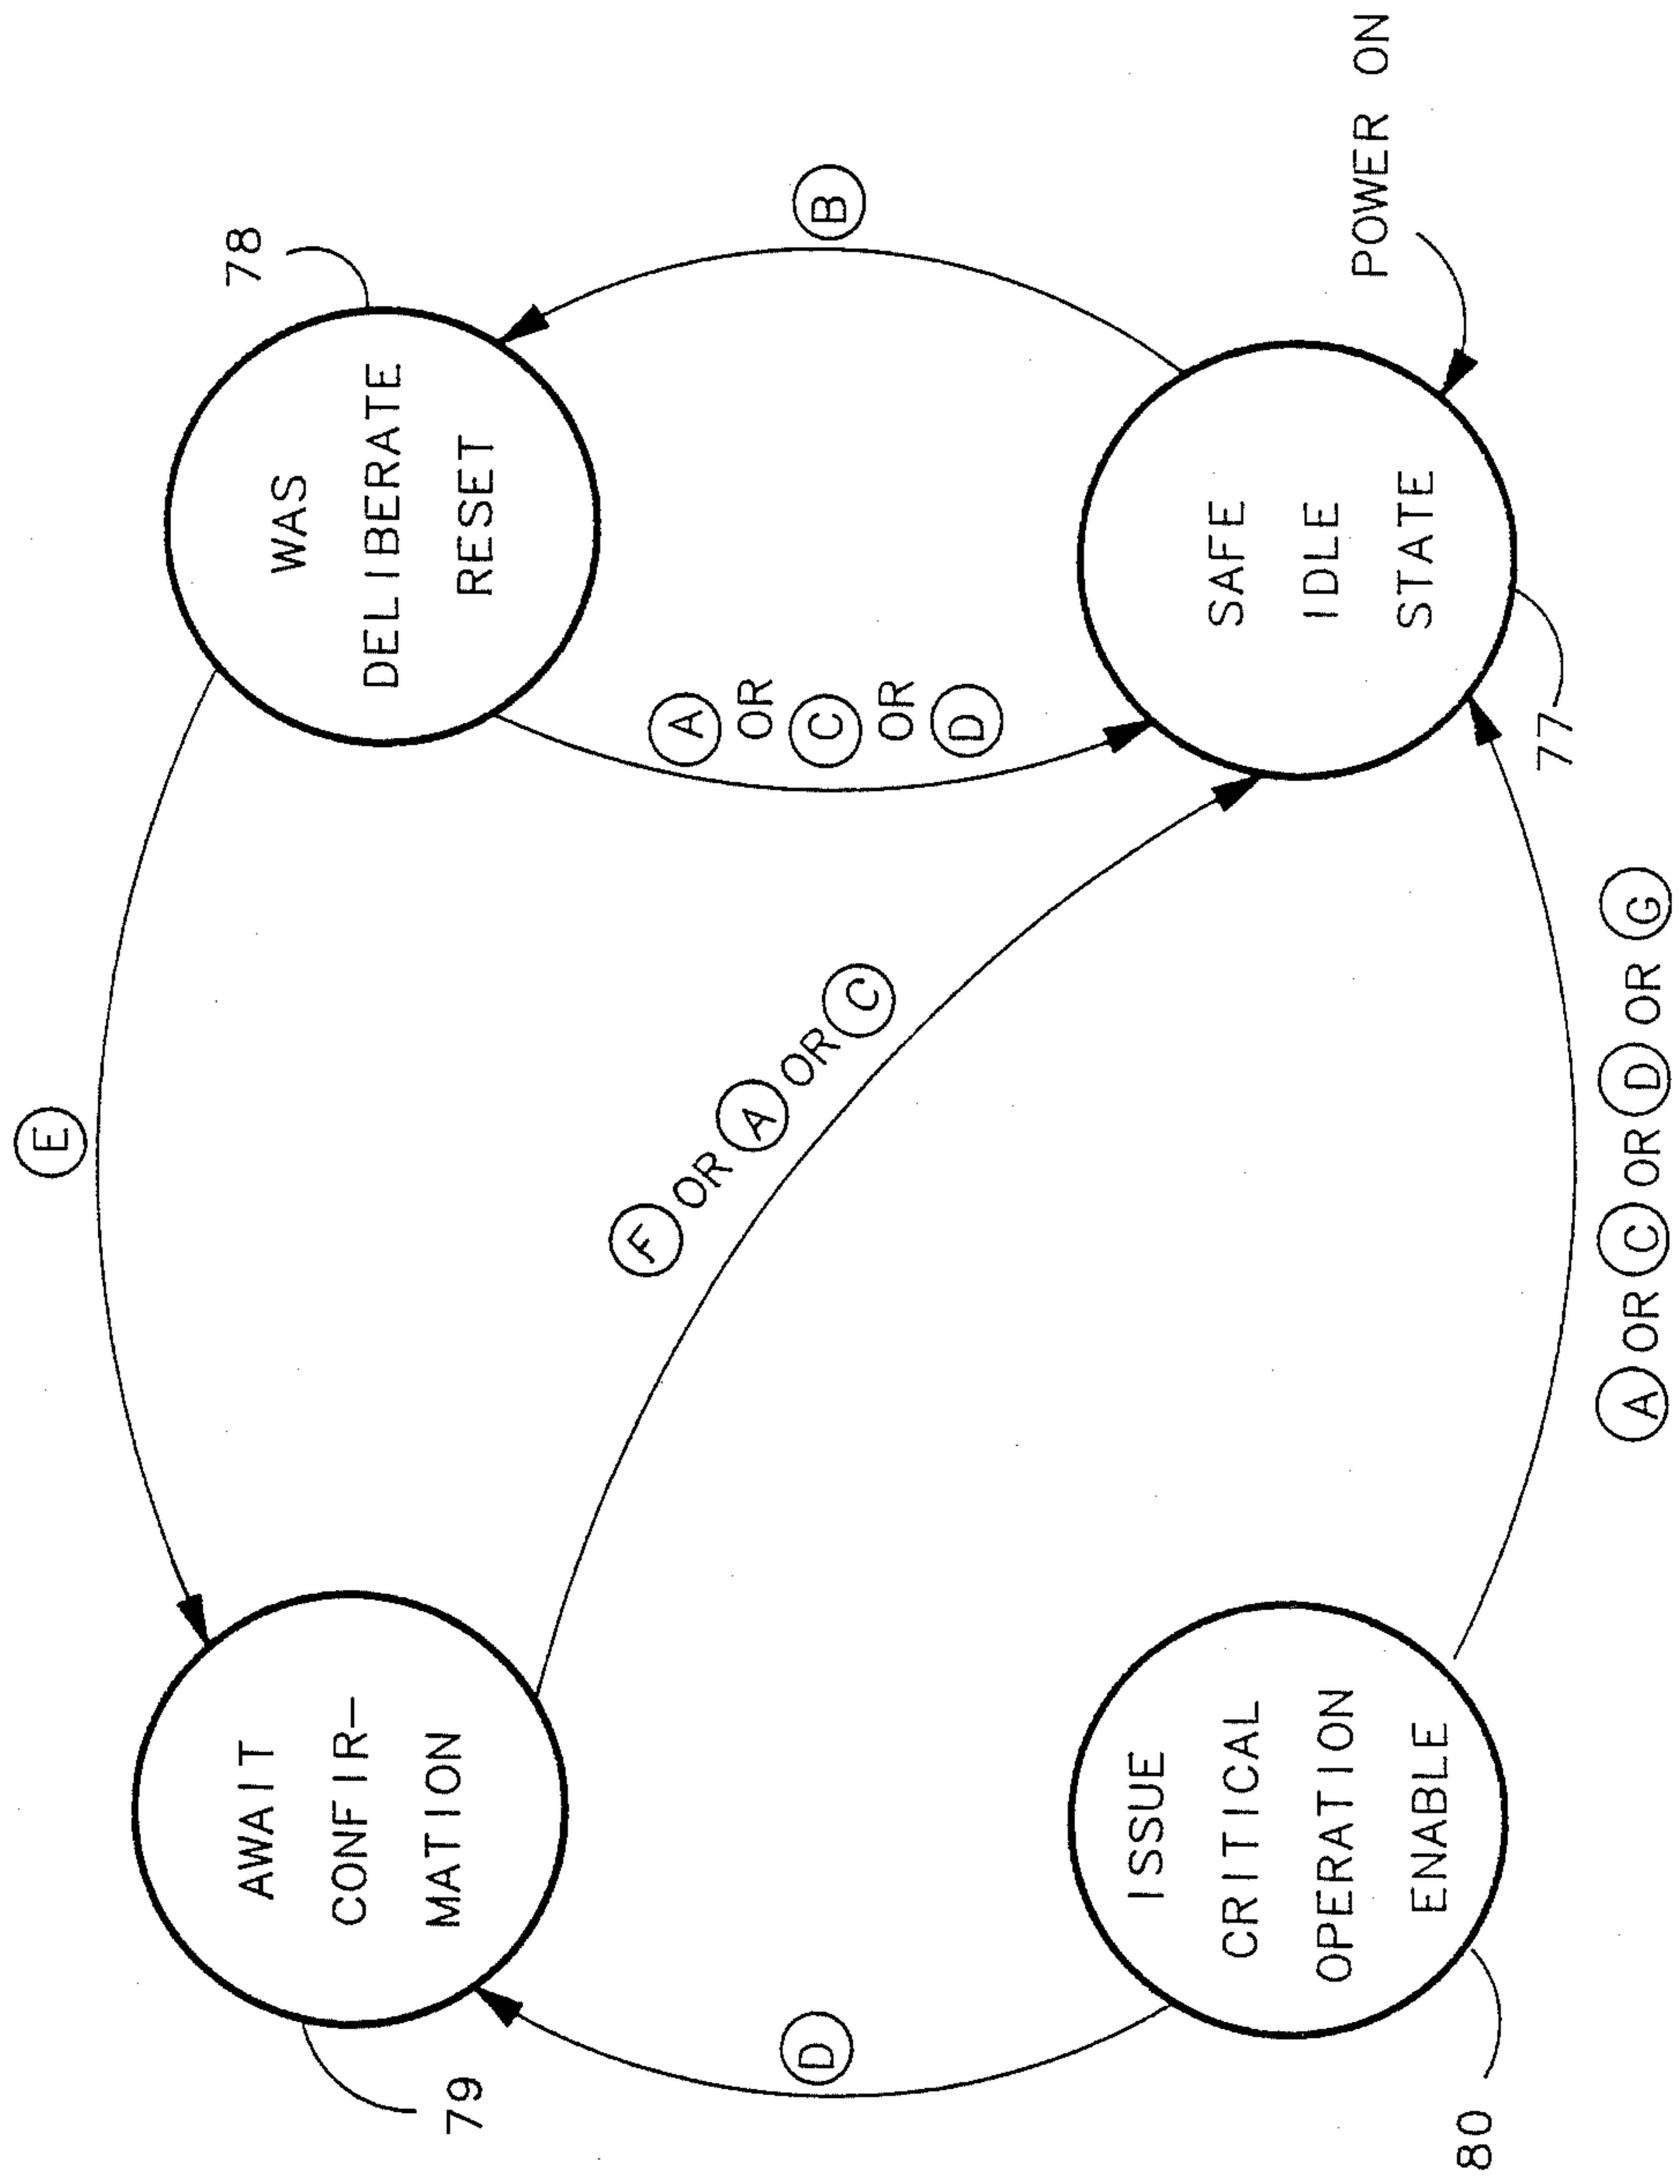 E
79
AWAIT
CONFIR-
MATION
78
WAS
DELIBERATE
RESET
F OR A OR C
A
OR
C
OR
D
D
B
ISSUE
CRITICAL
OPERATION
ENABLE
80
SAFE
IDLE
STATE
77
POWER ON
A OR C OR D OR G